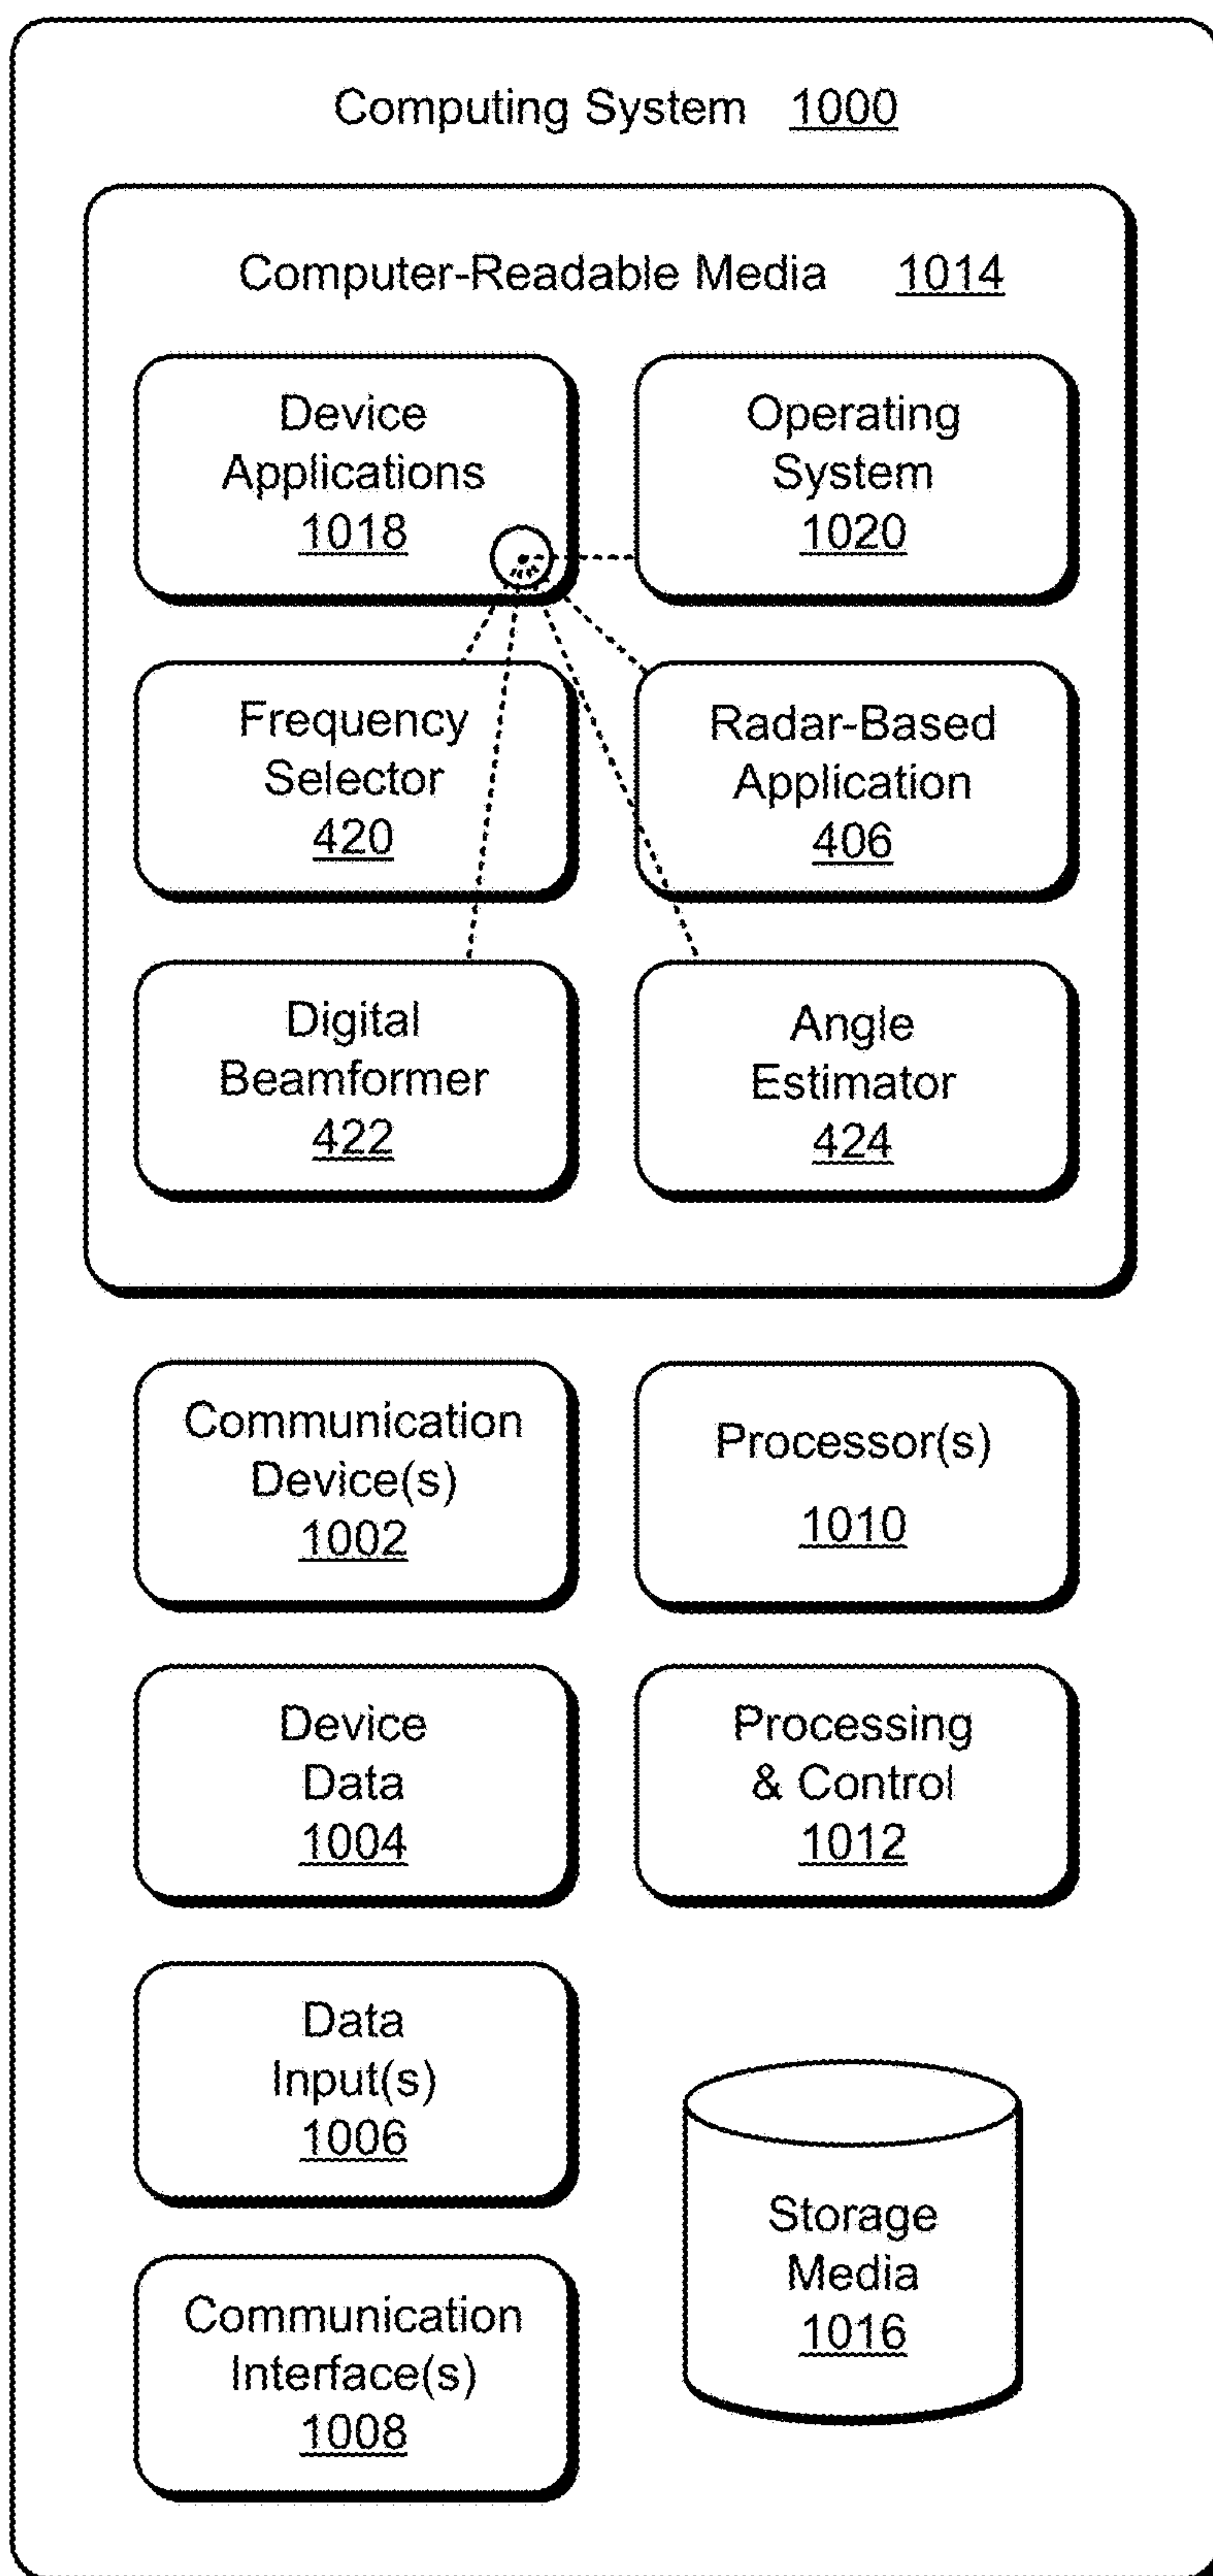 Computing System 1000
Computer-Readable Media 1014
Device
Applications
1018
Operating
System
1020
Frequency
Selector
420
Radar-Based
Application
406
Digital
Beamformer
422
Angle
Estimator
424
Communication
Device(s)
1002
Processor(s)
1010
Device
Data
1004
Processing
& Control
1012
Data
Input(s)
1006
Storage
Media
1016
Communication
Interface(s)
1008